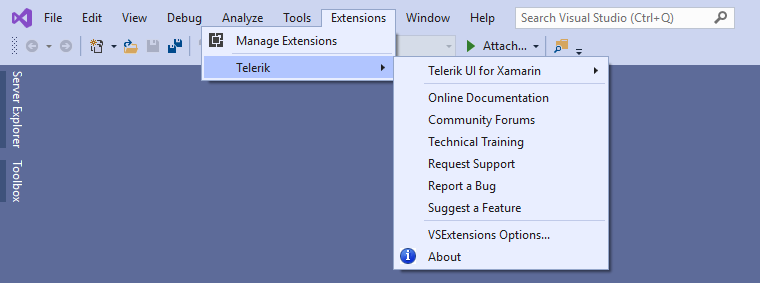 File Edit View Debug Analyze Tools Extensions Window Help Search Visual Studio (Ctrl+Q)
Manage Extensions
Attach...
Telerik
Telerik UI for Xamarin
Online Documentation
Community Forums
Technical Training
Request Support
Report a Bug
Suggest a Feature
VSExtensions Options...
About
Server Explorer
Toolbox